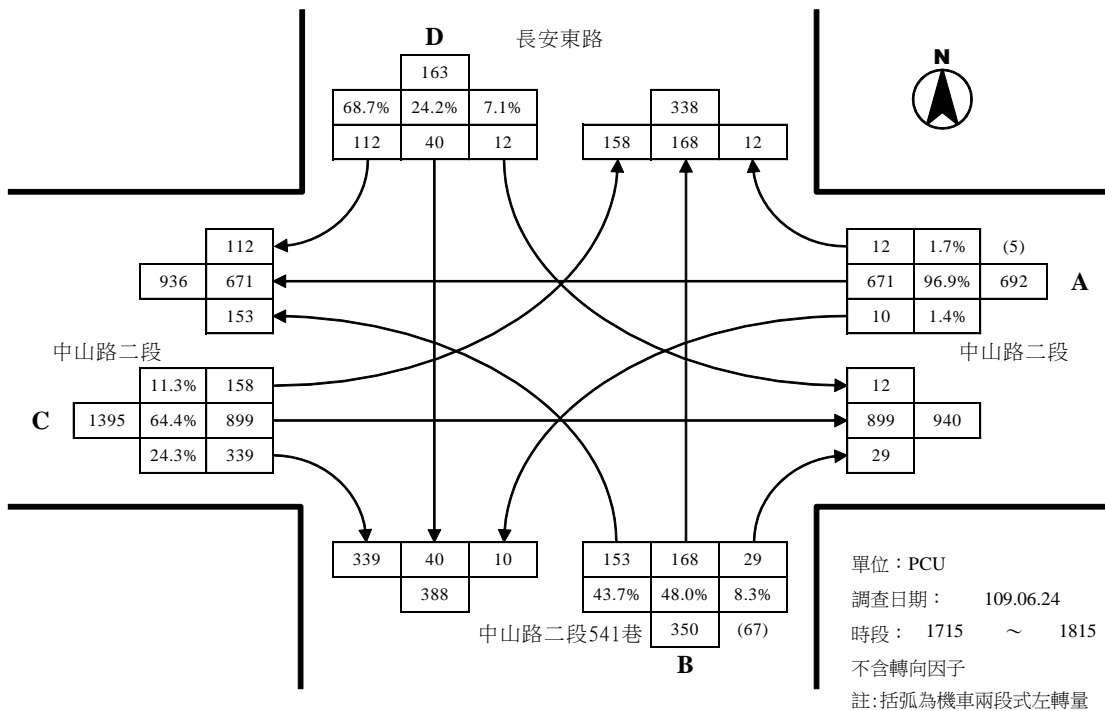 D 長安東路
N
163
68.7% 24.2% 7.1%
112 40 12
338
158 168 12
112
936 671
153
12 1.7% (5)
671 96.9% 692 A
10 1.4%
中山路二段
中山路二段
11.3% 158
C 1395 64.4% 899
24.3% 339
12
899 940
29
339 40 10
388
153 168 29
43.7% 48.0% 8.3%
中山路二段541巷 350 (67)
B
單位：PCU
調查日期： 109.06.24
時段： 1715 ～ 1815
不含轉向因子
註:括弧為機車兩段式左轉量